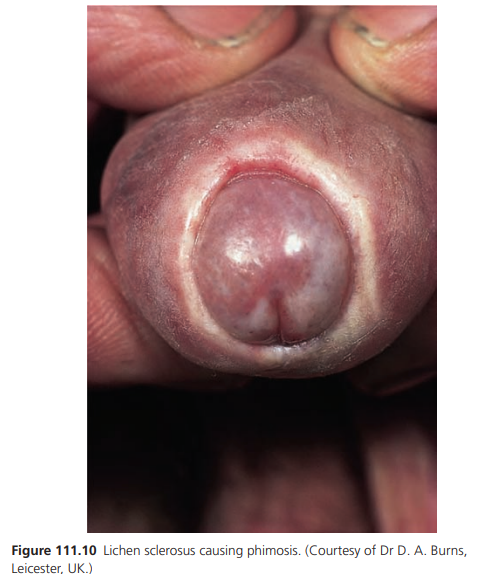 Figure 111.10 Lichen sclerosus causing phimosis. (Courtesy of Dr D. A. Burns,
Leicester, UK.)